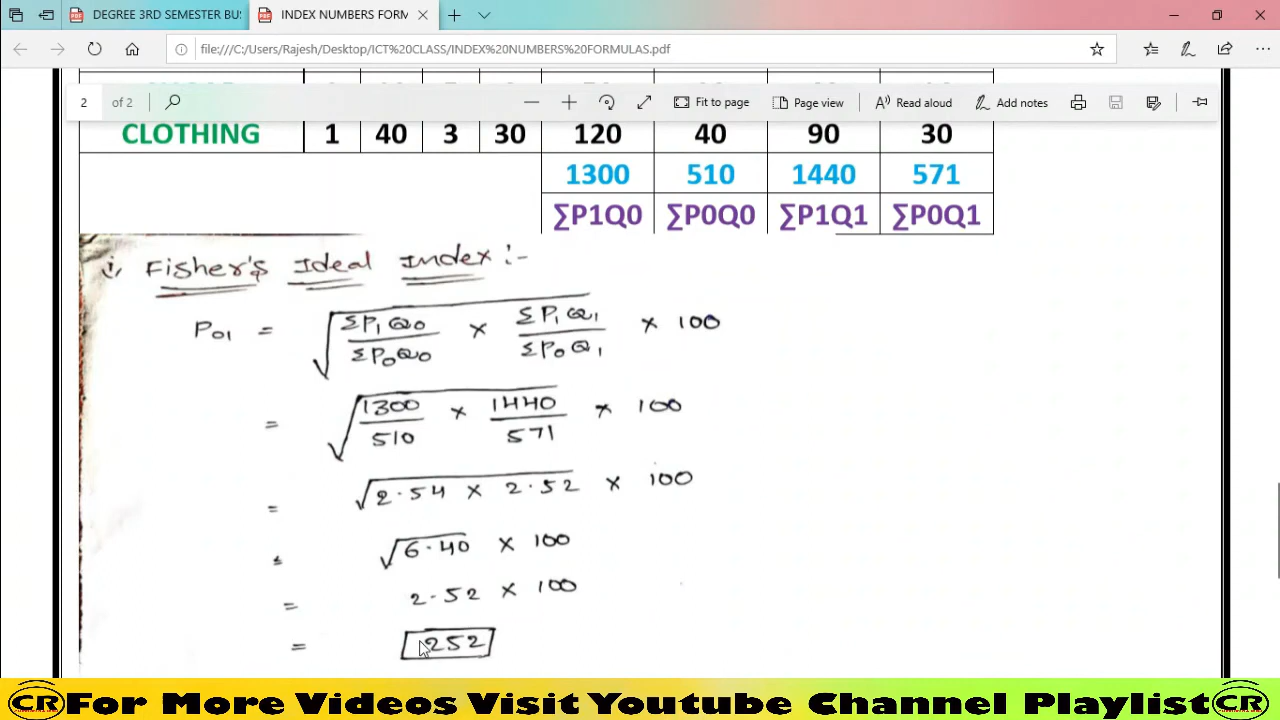 DEGREE 3RD SEMESTER BU:
INDEX NUMBERS FORM
file:///C:/Users/Rajesh/Desktop/ICT%20CLASS/INDEX%20NUMBERS%20FORMULAS.pdf
2 of 2 Fit to page Page view Read aloud Add notes
CLOTHING 1 40 3 30 120 40 90 30
1300 510 1440 571
∑P1Q0 ∑P0Q0 ∑P1Q1 ∑P0Q1
i, Fisher's Ideal Index :-
P01 = √ΣP1Q0/ΣP0Q0 × ΣP1Q1/ΣP0Q1 × 100
= √1300/510 × 1440/571 × 100
= √2.54 × 2.52 × 100
= √6.40 × 100
= 2.52 × 100
= 252
CR For More Videos Visit Youtube Channel Playlist CR